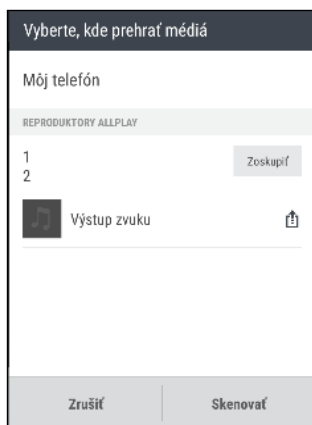 Vyberte, kde prehrať médiá
Môj telefón
REPRODUKTORY ALLPLAY
1
2
Zoskupiť
Výstup zvuku
Zrušiť
Skenovať